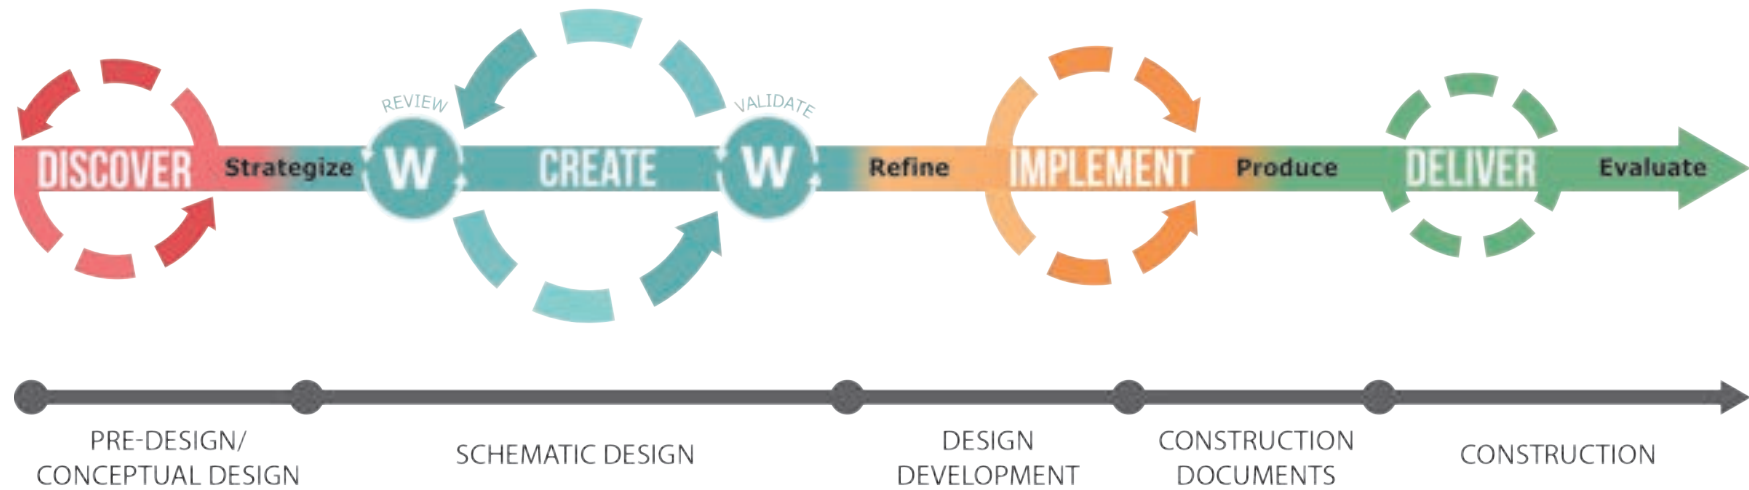 REVIEW
VALIDATE
DISCOVER Strategize W CREATE W Refine IMPLEMENT Produce DELIVER Evaluate
PRE-DESIGN/
CONCEPTUAL DESIGN
SCHEMATIC DESIGN
DESIGN
DEVELOPMENT
CONSTRUCTION
DOCUMENTS
CONSTRUCTION